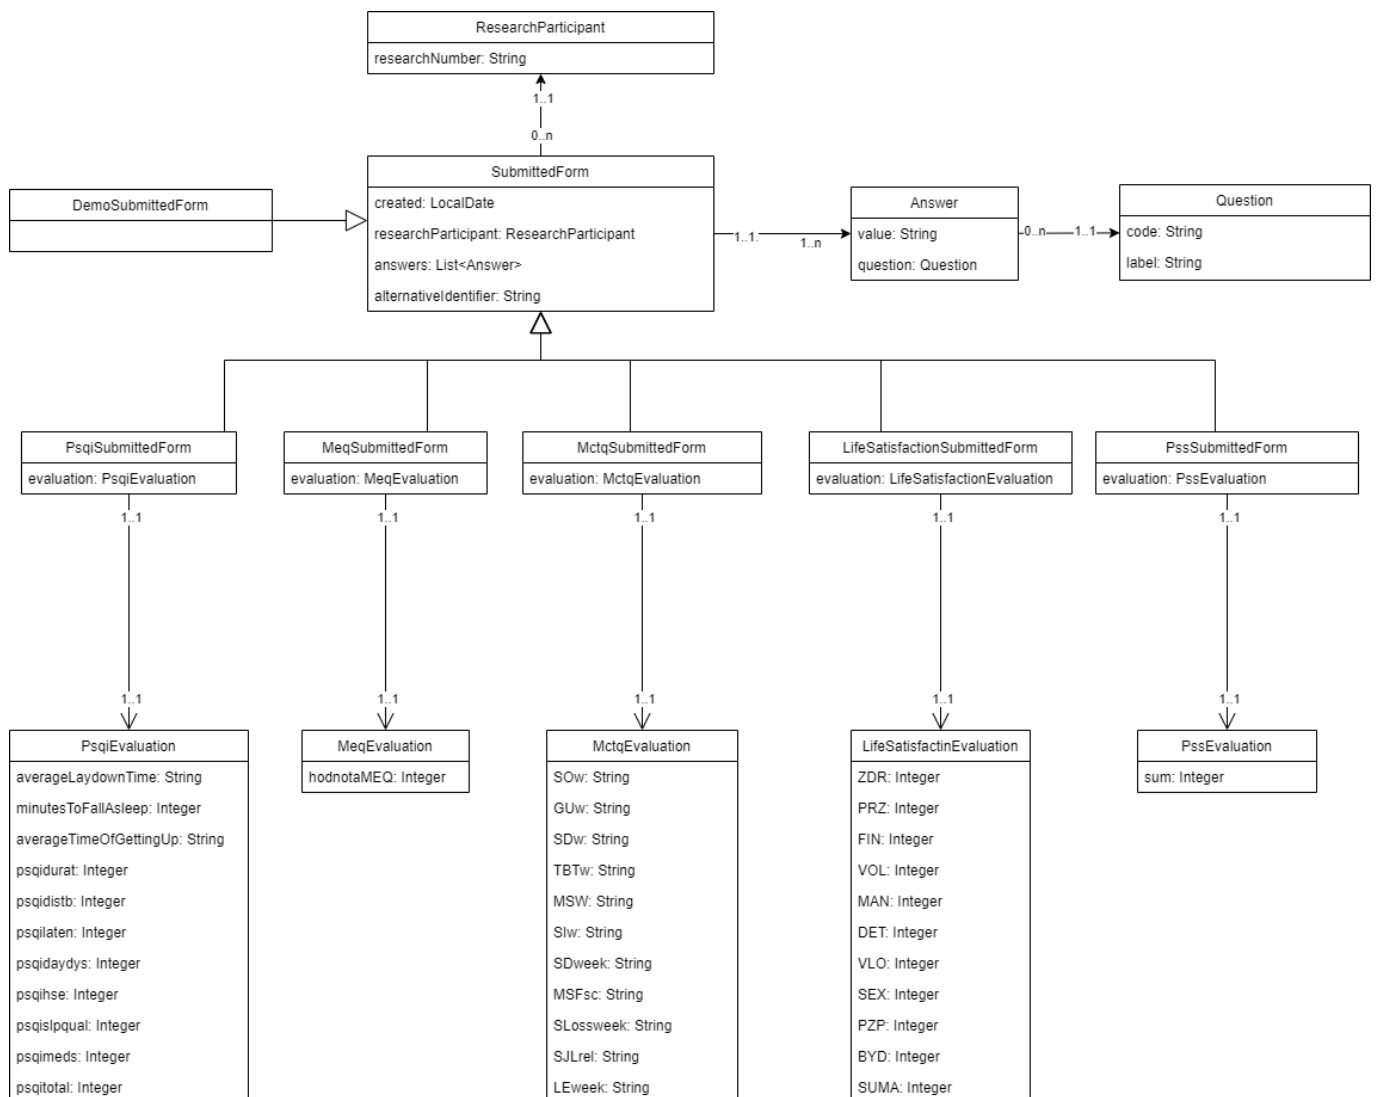 ResearchParticipant
researchNumber: String
1..1
0..n
SubmittedForm
created: LocalDate
researchParticipant: ResearchParticipant
answers: List<Answer>
alternativeIdentifier: String
DemoSubmittedForm
1..1.
1..n
Answer
value: String
question: Question
0..n
1..1
Question
code: String
label: String
PsqiSubmittedForm
evaluation: PsqiEvaluation
MeqSubmittedForm
evaluation: MeqEvaluation
MctqSubmittedForm
evaluation: MctqEvaluation
LifeSatisfactionSubmittedForm
evaluation: LifeSatisfactionEvaluation
PssSubmittedForm
evaluation: PssEvaluation
1..1
1..1
1..1
1..1
1..1
1..1
1..1
1..1
1..1
1..1
PsqiEvaluation
averageLaydownTime: String
minutesToFallAsleep: Integer
averageTimeOfGettingUp: String
psqidurat: Integer
psqidistb: Integer
psqilaten: Integer
psqidaydys: Integer
psqihse: Integer
psqislpqual: Integer
psqimeds: Integer
psqitotal: Integer
MeqEvaluation
hodnotaMEQ: Integer
MctqEvaluation
SOw: String
GUw: String
SDw: String
TBTw: String
MSW: String
SIw: String
SDweek: String
MSFsc: String
SLossweek: String
SJLrel: String
LEweek: String
LifeSatisfactinEvaluation
ZDR: Integer
PRZ: Integer
FIN: Integer
VOL: Integer
MAN: Integer
DET: Integer
VLO: Integer
SEX: Integer
PZP: Integer
BYD: Integer
SUMA: Integer
PssEvaluation
sum: Integer